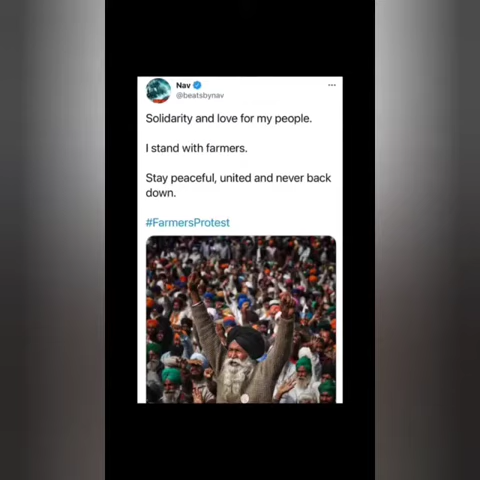 Nav
@beatsbynav
Solidarity and love for my people.
I stand with farmers.
Stay peaceful, united and never back
down.
#FarmersProtest